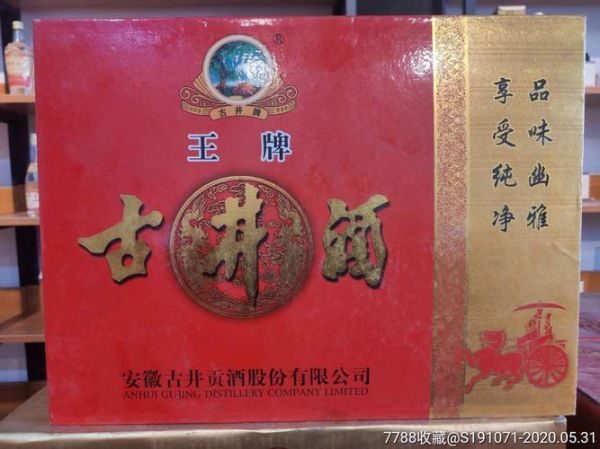 古井牌
®
王牌
古井酒
安徽古井贡酒股份有限公司
ANHUI GUJING DISTILLERY COMPANY LIMITED
品味幽雅
享受纯净
7788收藏@S191071-2020.05.31